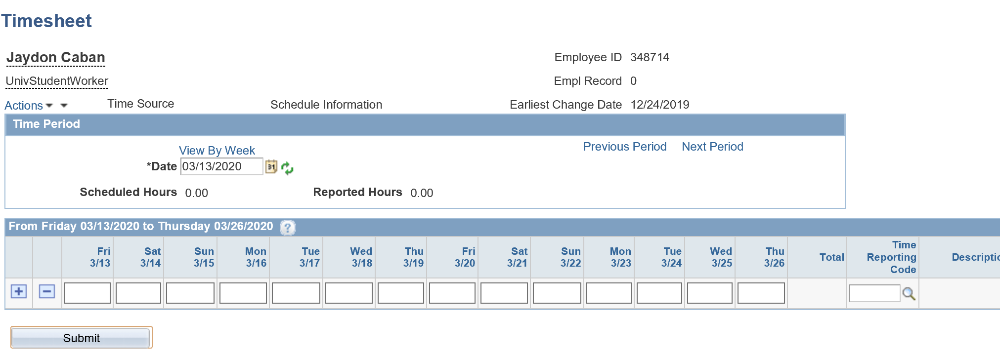 Timesheet
Jaydon Caban
Employee ID 348714
UnivStudentWorker
Empl Record 0
Actions
Time Source
Schedule Information
Earliest Change Date 12/24/2019
Time Period
View By Week
Previous Period Next Period
*Date 03/13/2020
31
Scheduled Hours 0.00
Reported Hours 0.00
From Friday 03/13/2020 to Thursday 03/26/2020 ?
Fri 3/13
Sat 3/14
Sun 3/15
Mon 3/16
Tue 3/17
Wed 3/18
Thu 3/19
Fri 3/20
Sat 3/21
Sun 3/22
Mon 3/23
Tue 3/24
Wed 3/25
Thu 3/26
Total
Time Reporting Code
Descriptic
Submit